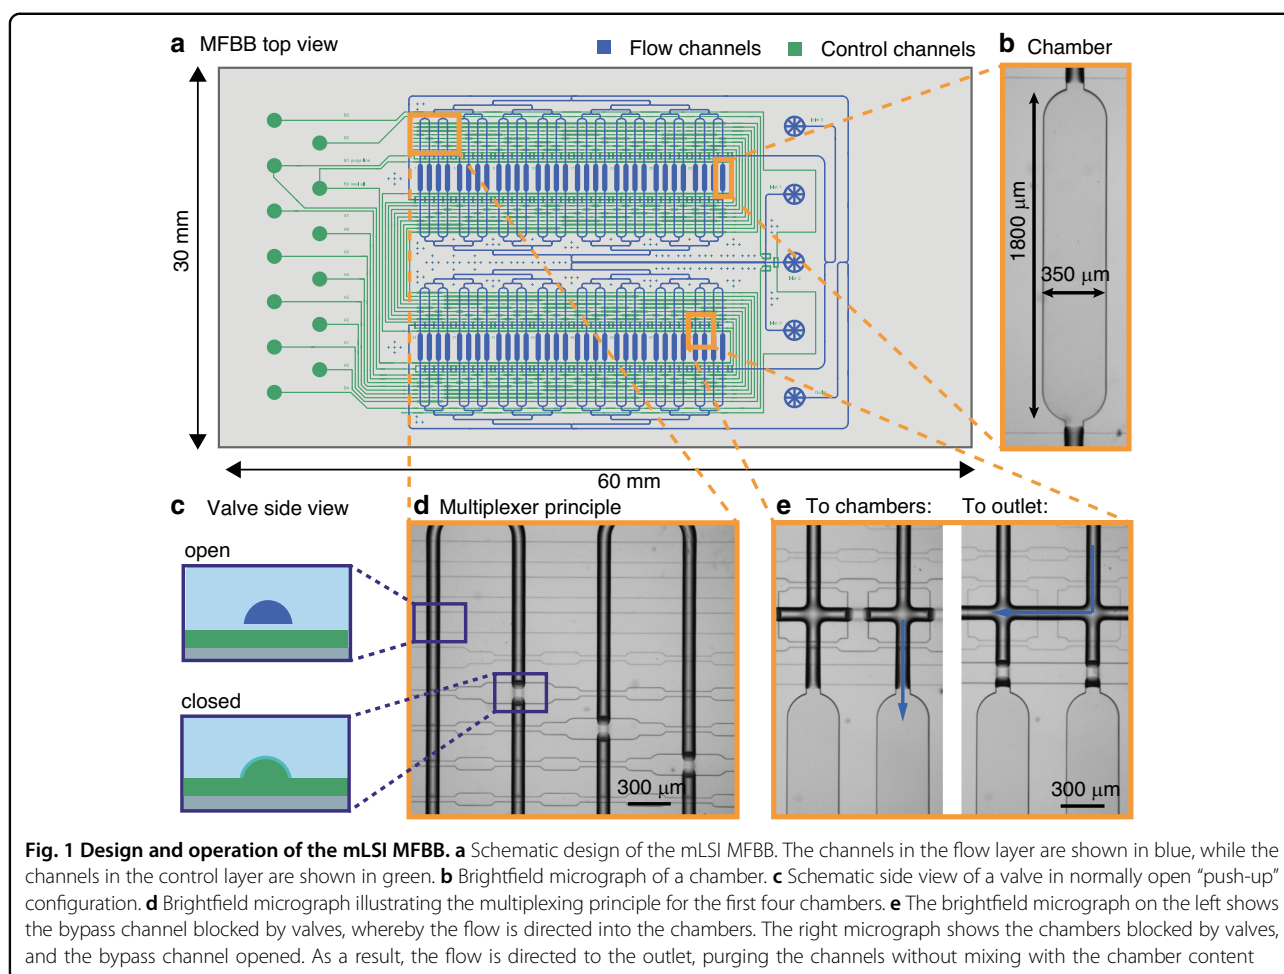 a MFBB top view
Flow channels
Control channels
b Chamber
30 mm
60 mm
1800 μm
350 μm
c Valve side view
open
closed
d Multiplexer principle
300 μm
e To chambers: To outlet:
300 μm
Fig. 1 Design and operation of the mLSI MFBB. a Schematic design of the mLSI MFBB. The channels in the flow layer are shown in blue, while the
channels in the control layer are shown in green. b Brightfield micrograph of a chamber. c Schematic side view of a valve in normally open “push-up”
configuration. d Brightfield micrograph illustrating the multiplexing principle for the first four chambers. e The brightfield micrograph on the left shows
the bypass channel blocked by valves, whereby the flow is directed into the chambers. The right micrograph shows the chambers blocked by valves,
and the bypass channel opened. As a result, the flow is directed to the outlet, purging the channels without mixing with the chamber content